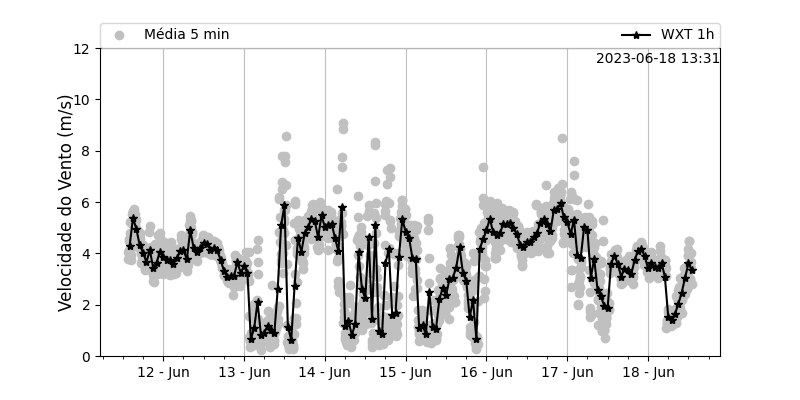 Média 5 min
WXT 1h
2023-06-18 13:31
Velocidade do Vento (m/s)
12
10
8
6
4
2
0
12 - Jun
13 - Jun
14 - Jun
15 - Jun
16 - Jun
17 - Jun
18 - Jun